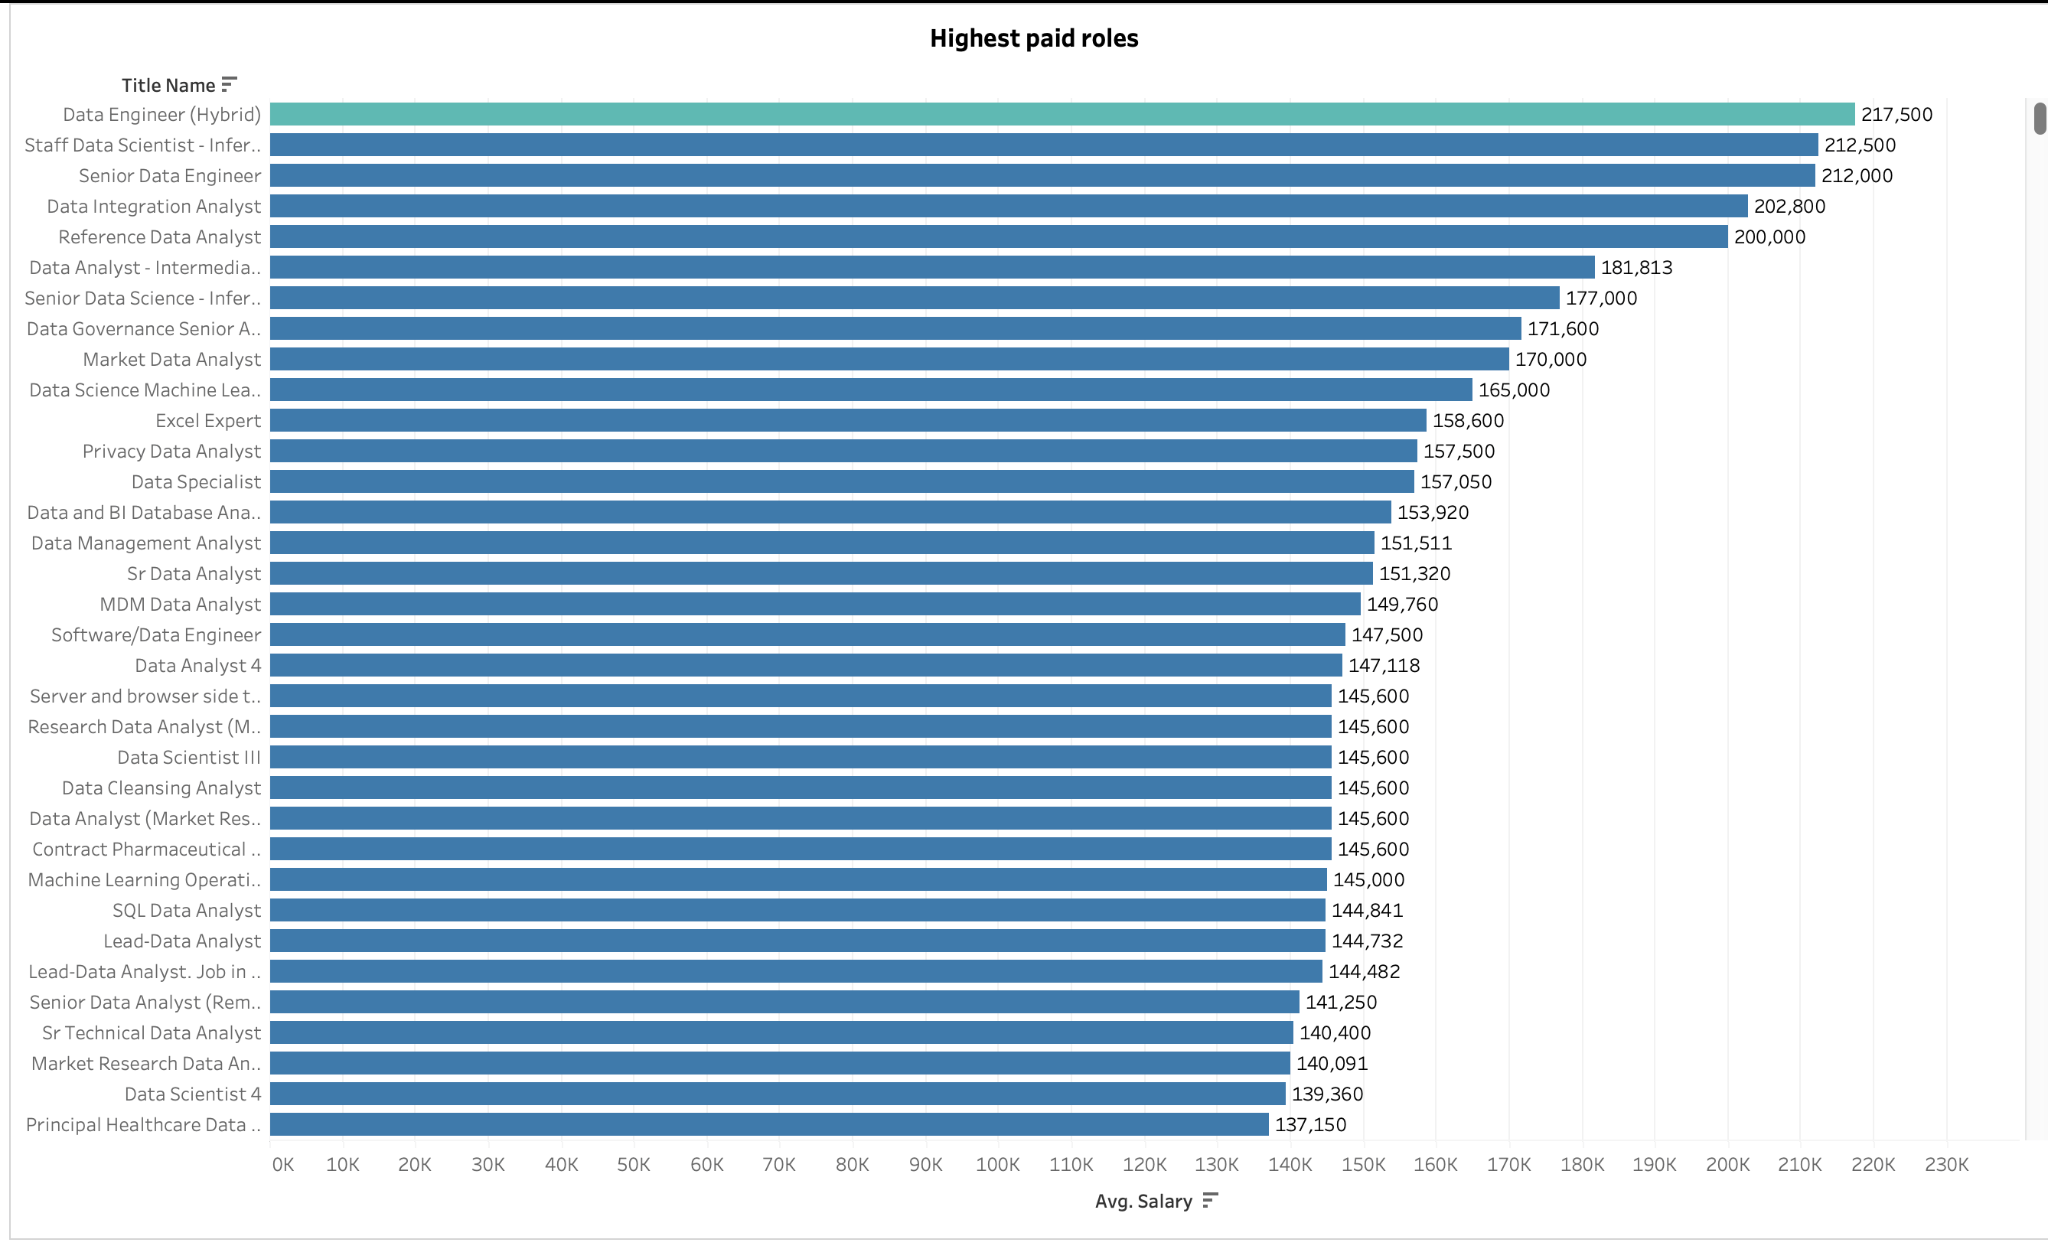 Highest paid roles
Title Name
Data Engineer (Hybrid) 217,500
Staff Data Scientist - Infer.. 212,500
Senior Data Engineer 212,000
Data Integration Analyst 202,800
Reference Data Analyst 200,000
Data Analyst - Intermedia.. 181,813
Senior Data Science - Infer.. 177,000
Data Governance Senior A.. 171,600
Market Data Analyst 170,000
Data Science Machine Lea.. 165,000
Excel Expert 158,600
Privacy Data Analyst 157,500
Data Specialist 157,050
Data and BI Database Ana.. 153,920
Data Management Analyst 151,511
Sr Data Analyst 151,320
MDM Data Analyst 149,760
Software/Data Engineer 147,500
Data Analyst 4 147,118
Server and browser side t.. 145,600
Research Data Analyst (M.. 145,600
Data Scientist III 145,600
Data Cleansing Analyst 145,600
Data Analyst (Market Res.. 145,600
Contract Pharmaceutical .. 145,600
Machine Learning Operati.. 145,000
SQL Data Analyst 144,841
Lead-Data Analyst 144,732
Lead-Data Analyst. Job in .. 144,482
Senior Data Analyst (Rem.. 141,250
Sr Technical Data Analyst 140,400
Market Research Data An.. 140,091
Data Scientist 4 139,360
Principal Healthcare Data .. 137,150
0K 10K 20K 30K 40K 50K 60K 70K 80K 90K 100K 110K 120K 130K 140K 150K 160K 170K 180K 190K 200K 210K 220K 230K
Avg. Salary